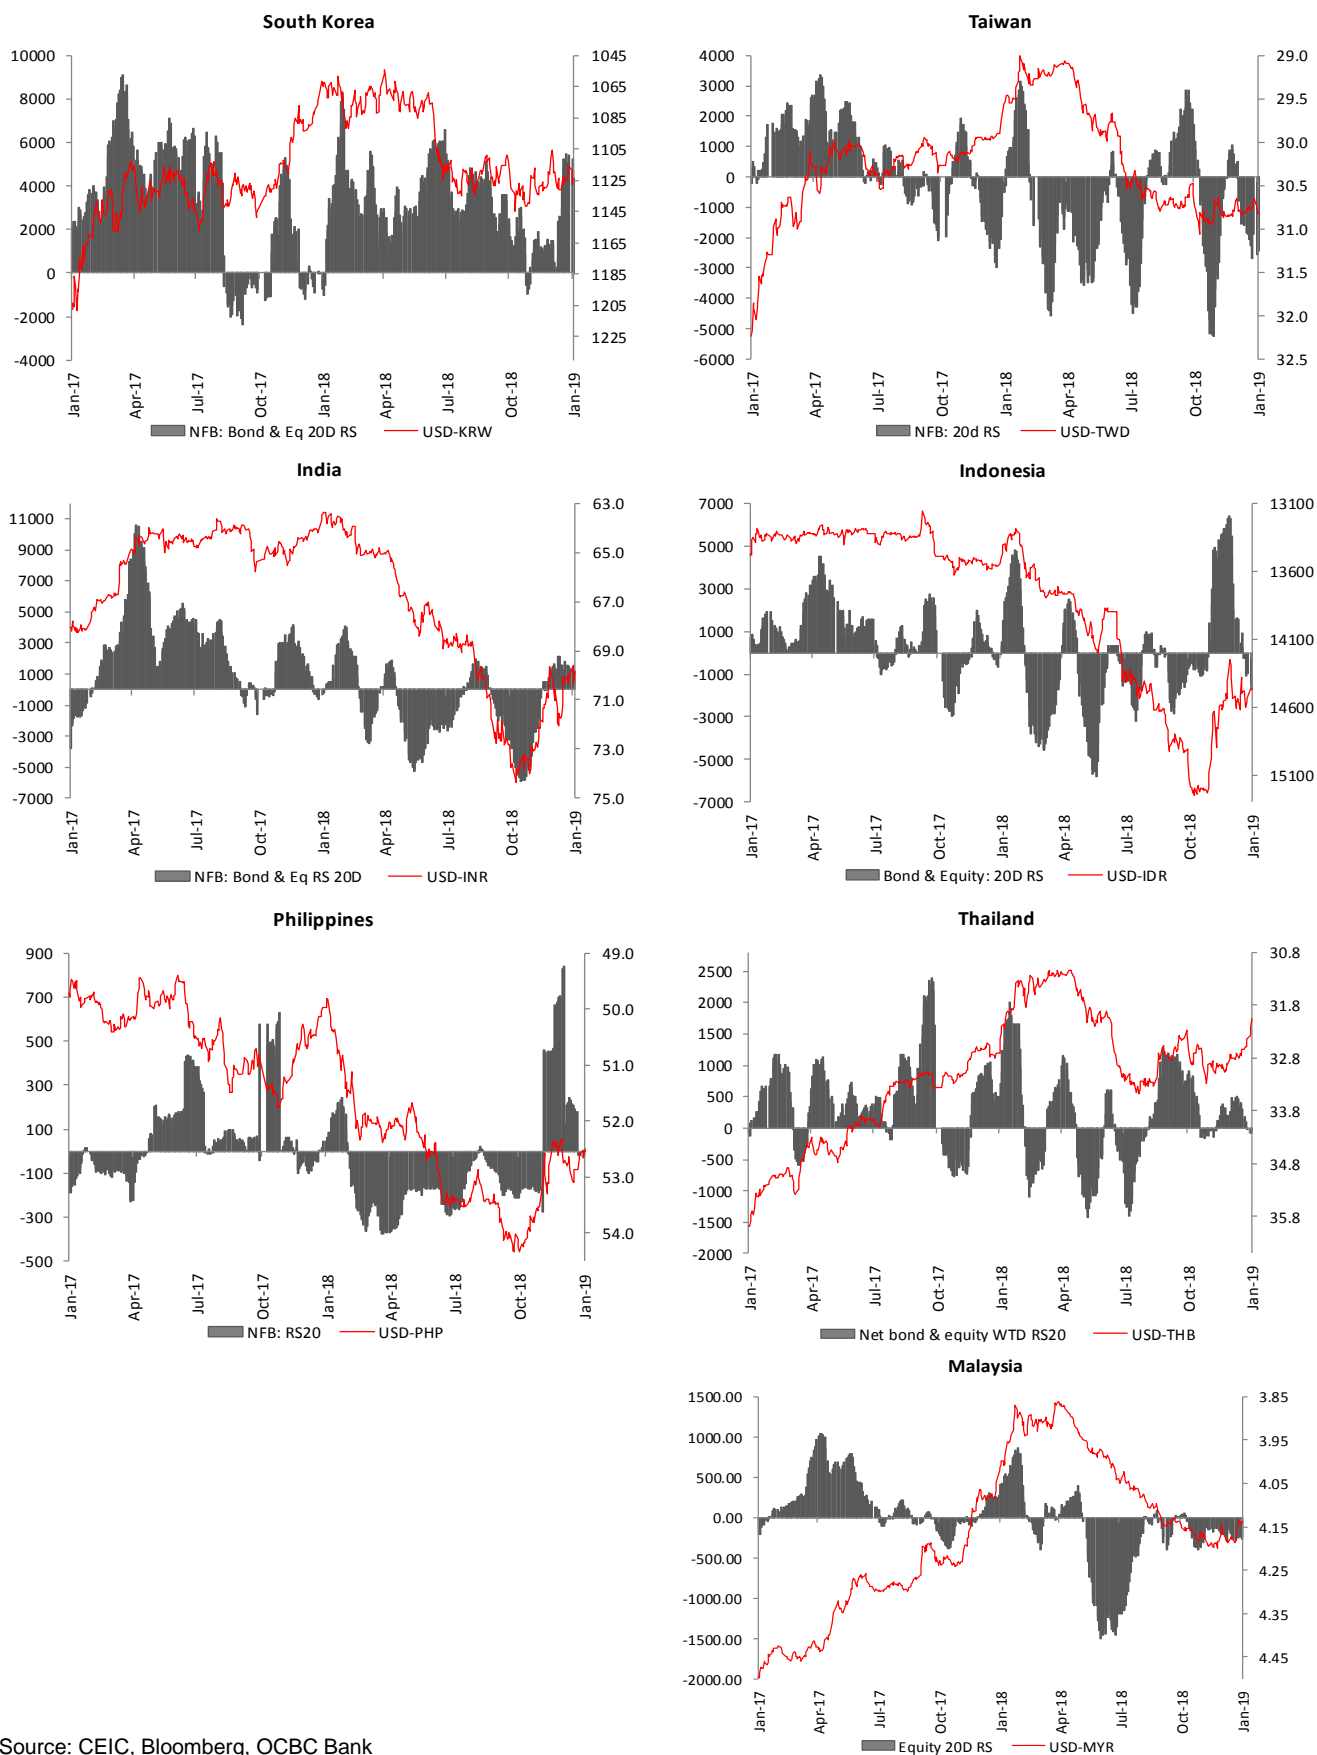 South Korea
10000
8000
6000
4000
2000
0
-2000
-4000
1045
1065
1085
1105
1125
1145
1165
1185
1205
1225
Jan-17
Apr-17
Jul-17
Oct-17
Jan-18
Apr-18
Jul-18
Oct-18
Jan-19
NFB: Bond & Eq 20D RS
USD-KRW
Taiwan
4000
3000
2000
1000
0
-1000
-2000
-3000
-4000
-5000
-6000
29.0
29.5
30.0
30.5
31.0
31.5
32.0
32.5
Jan-17
Apr-17
Jul-17
Oct-17
Jan-18
Apr-18
Jul-18
Oct-18
Jan-19
NFB: 20d RS
USD-TWD
India
11000
9000
7000
5000
3000
1000
-1000
-3000
-5000
-7000
63.0
65.0
67.0
69.0
71.0
73.0
75.0
Jan-17
Apr-17
Jul-17
Oct-17
Jan-18
Apr-18
Jul-18
Oct-18
Jan-19
NFB: Bond & Eq RS 20D
USD-INR
Indonesia
7000
5000
3000
1000
-1000
-3000
-5000
-7000
13100
13600
14100
14600
15100
Jan-17
Apr-17
Jul-17
Oct-17
Jan-18
Apr-18
Jul-18
Oct-18
Jan-19
Bond & Equity: 20D RS
USD-IDR
Philippines
900
700
500
300
100
-100
-300
-500
49.0
50.0
51.0
52.0
53.0
54.0
Jan-17
Apr-17
Jul-17
Oct-17
Jan-18
Apr-18
Jul-18
Oct-18
Jan-19
NFB: RS20
USD-PHP
Thailand
2500
2000
1500
1000
500
0
-500
-1000
-1500
-2000
30.8
31.8
32.8
33.8
34.8
35.8
Jan-17
Apr-17
Jul-17
Oct-17
Jan-18
Apr-18
Jul-18
Oct-18
Jan-19
Net bond & equity WTD RS20
USD-THB
Malaysia
1500.00
1000.00
500.00
0.00
-500.00
-1000.00
-1500.00
-2000.00
3.85
3.95
4.05
4.15
4.25
4.35
4.45
Jan-17
Apr-17
Jul-17
Oct-17
Jan-18
Apr-18
Jul-18
Oct-18
Jan-19
Equity 20D RS
USD-MYR
Source: CEIC, Bloomberg, OCBC Bank